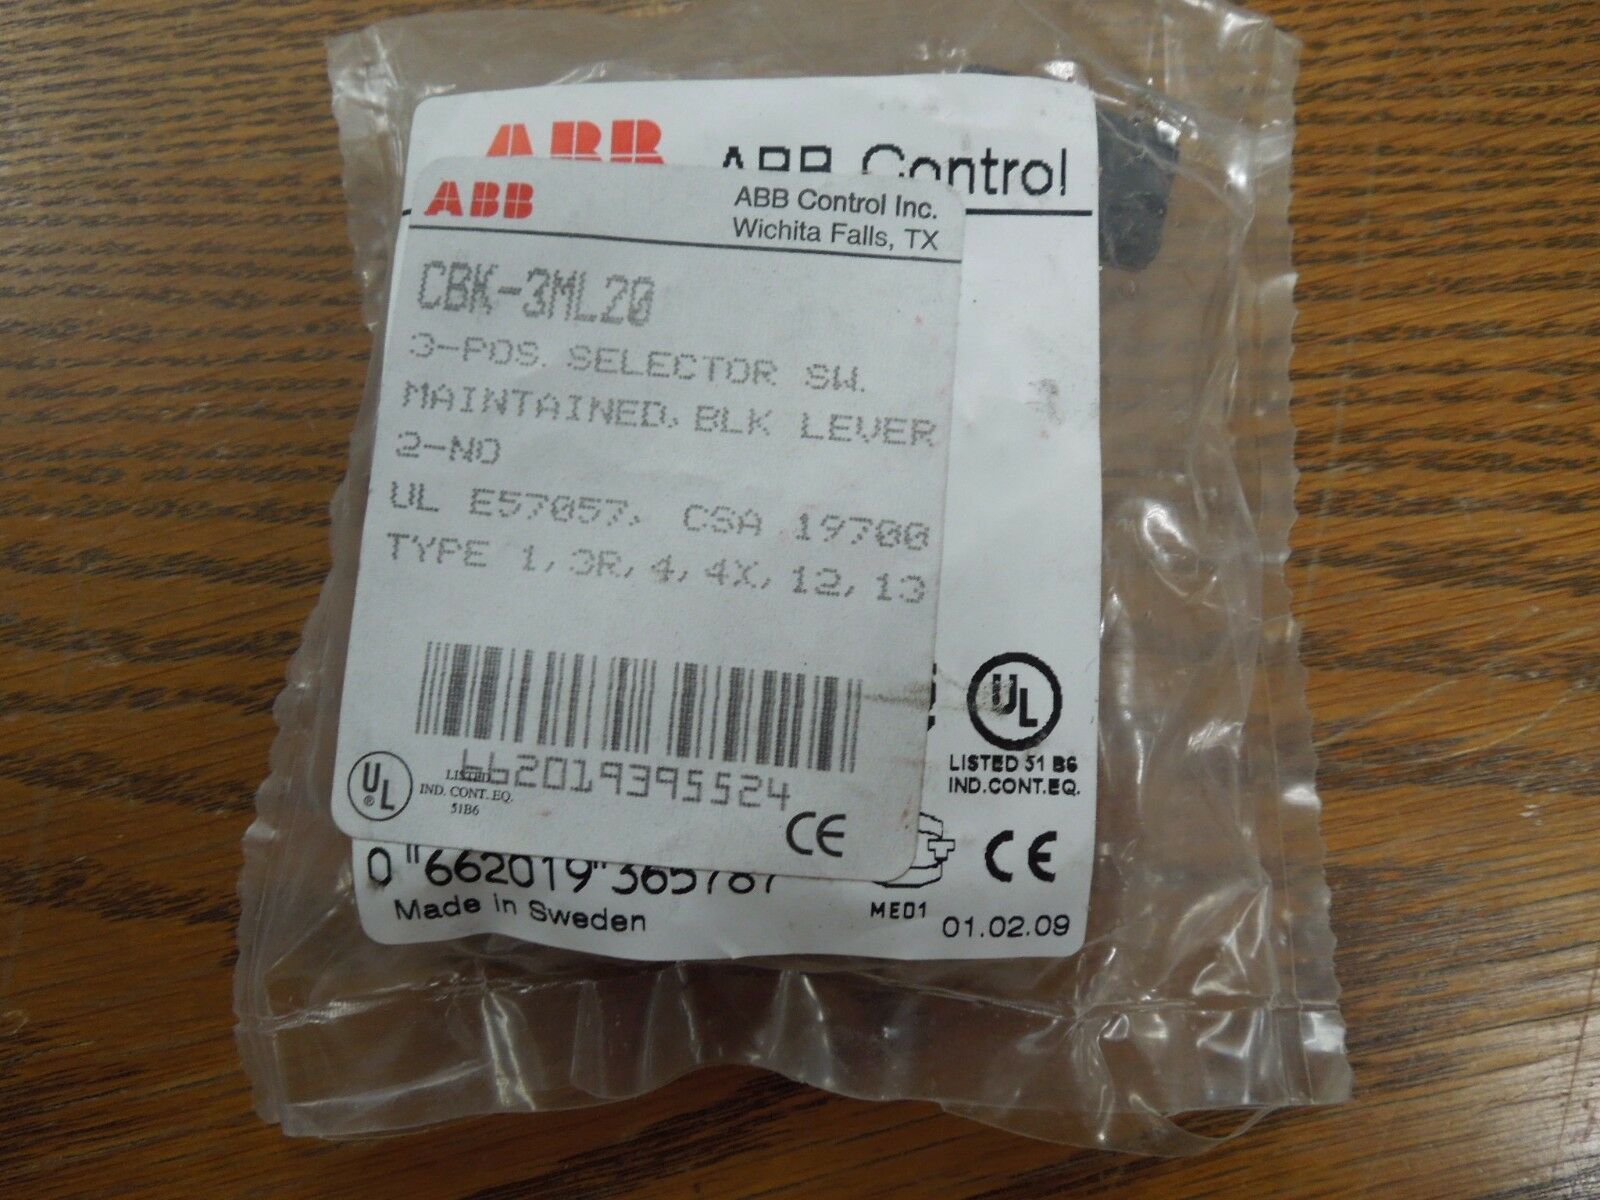 ABB
ABB Control
ABB
ABB Control Inc.
Wichita Falls, TX
CBK-3ML20
3-POS. SELECTOR SW.
MAINTAINED, BLK LEVER
2-NO
UL E57057, CSA 19700
TYPE 1, 3R, 4, 4X, 12, 13
662019395524
UL
LISTED
IND. CONT. EQ.
51B6
CE
UL
LISTED 51 B6
IND.CONT.EQ.
0 "662019"365787
Made in Sweden
ME01
CE
01.02.09